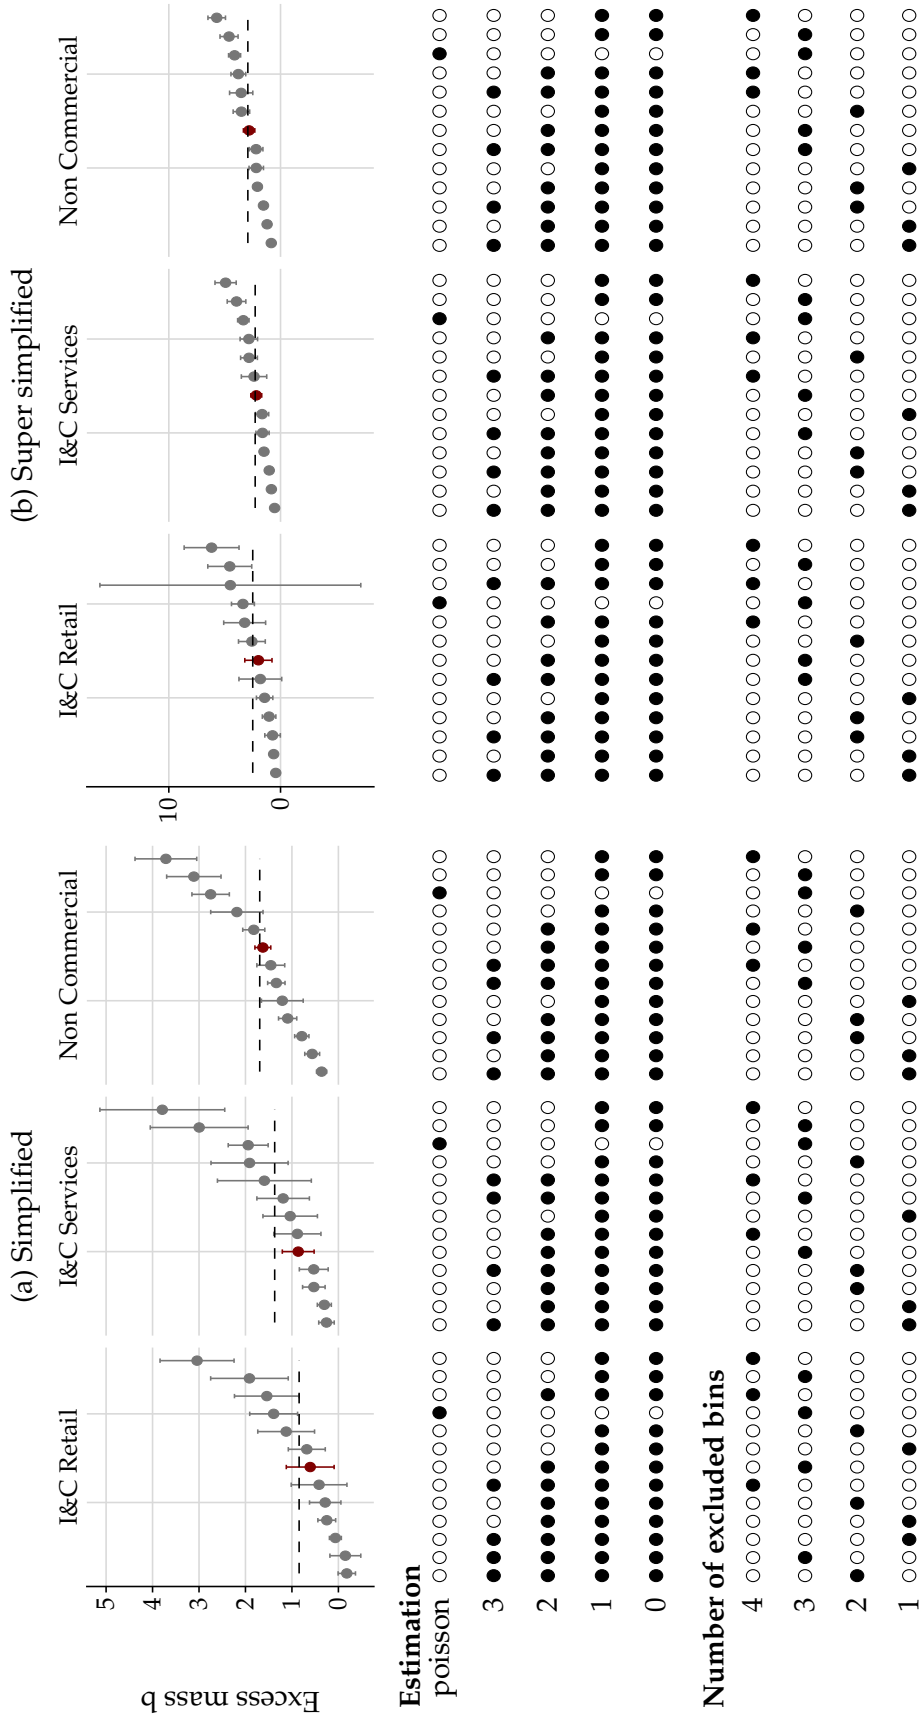 (a) Simplified
(b) Super simplified
I&C Retail
I&C Services
Non Commercial
I&C Retail
I&C Services
Non Commercial
Excess mass b
5
4
3
2
1
0
10
0
Estimation
poisson
3
2
1
0
Number of excluded bins
4
3
2
1